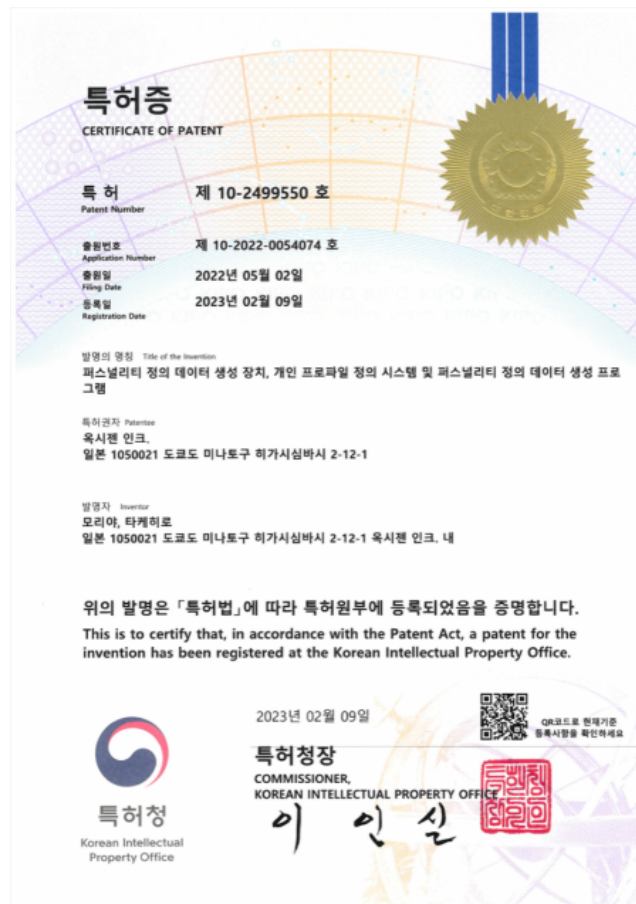 특허증
CERTIFICATE OF PATENT
특 허
제 10-2499550 호
Patent Number
출원번호
제 10-2022-0054074 호
Application Number
출원일
2022년 05월 02일
Filing Date
등록일
2023년 02월 09일
Registration Date
발명의 명칭 Title of the Invention
퍼스널리티 정의 데이터 생성 장치, 개인 프로파일 정의 시스템 및 퍼스널리티 정의 데이터 생성 프로
그램
특허권자 Patentee
옥시젠 인크.
일본 1050021 도쿄도 미나토구 히가시심바시 2-12-1
발명자 Inventor
모리야, 타케히로
일본 1050021 도쿄도 미나토구 히가시심바시 2-12-1 옥시젠 인크. 내
위의 발명은 「특허법」에 따라 특허원부에 등록되었음을 증명합니다.
This is to certify that, in accordance with the Patent Act, a patent for the
invention has been registered at the Korean Intellectual Property Office.
2023년 02월 09일
QR코드로 현재기준
등록사항을 확인하세요
특허청장
COMMISSIONER,
KOREAN INTELLECTUAL PROPERTY OFFICE
이 인 실
특허청
Korean Intellectual
Property Office